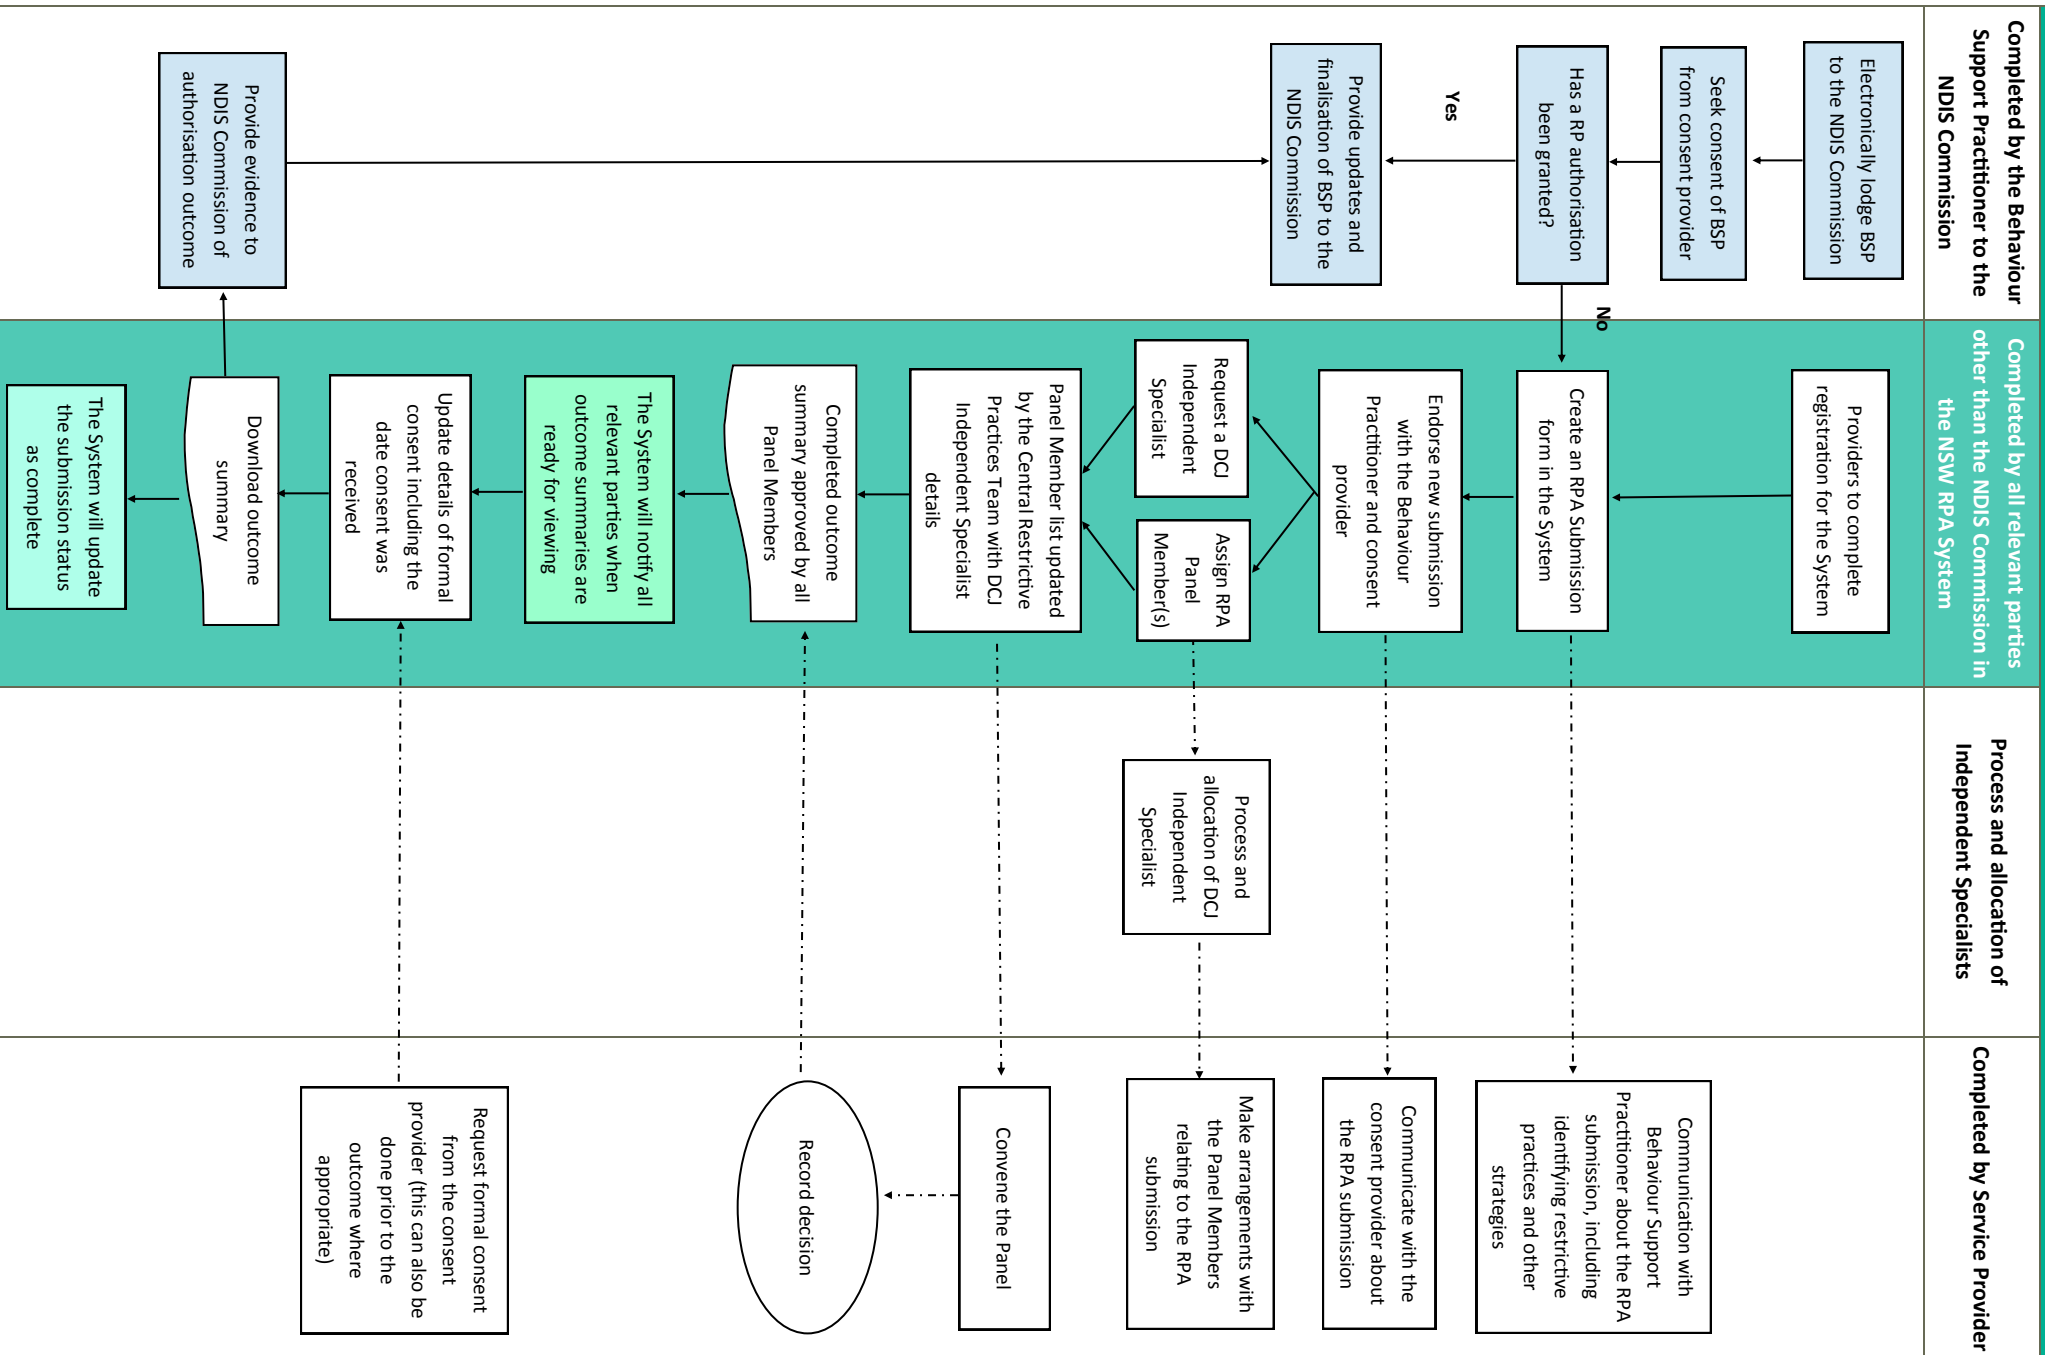 Completed by the Behaviour
Support Practitioner to the
NDIS Commission
Completed by all relevant parties
other than the NDIS Commission in
the NSW RPA System
Process and allocation of
Independent Specialists
Completed by Service Provider
Electronically lodge BSP
to the NDIS Commission
Seek consent of BSP
from consent provider
Has a RP authorisation
been granted?
No
Yes
Provide updates and
finalisation of BSP to the
NDIS Commission
Provide evidence to
NDIS Commission of
authorisation outcome
Providers to complete
registration for the System
Create an RPA Submission
form in the System
Endorse new submission
with the Behaviour
Practitioner and consent
provider
Request a DCJ
Independent
Specialist
Assign RPA
Panel
Member(s)
Panel Member list updated
by the Central Restrictive
Practices Team with DCJ
Independent Specialist
details
Completed outcome
summary approved by all
Panel Members
The System will notify all
relevant parties when
outcome summaries are
ready for viewing
Update details of formal
consent including the
date consent was
received
Download outcome
summary
The System will update
the submission status
as complete
Process and
allocation of DCJ
Independent
Specialist
Communication with
Behaviour Support
Practitioner about the RPA
submission, including
identifying restrictive
practices and other
strategies
Communicate with the
consent provider about
the RPA submission
Make arrangements with
the Panel Members
relating to the RPA
submission
Convene the Panel
Record decision
Request formal consent
from the consent
provider (this can also be
done prior to the
outcome where
appropriate)